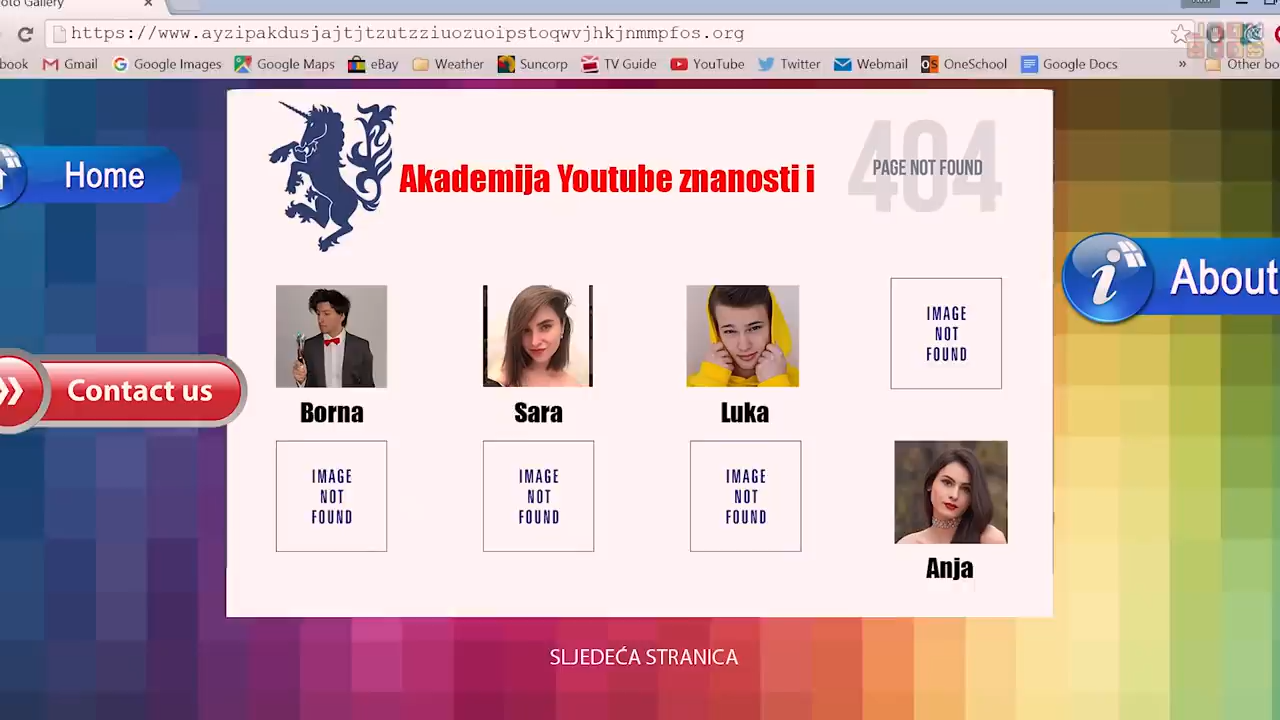 oto Gallery
https://www.ayzipakdusjajtjtzutzziuozuoipstoqwvjhkjnmmpfos.org
book Gmail Google Images Google Maps eBay Weather Suncorp TV Guide YouTube Twitter Webmail OneSchool Google Docs » Other bo
Home
Akademija Youtube znanosti i
404
PAGE NOT FOUND
About
IMAGE
NOT
FOUND
Contact us
Borna Sara Luka
IMAGE
NOT
FOUND
IMAGE
NOT
FOUND
IMAGE
NOT
FOUND
Anja
SLJEDEĆA STRANICA